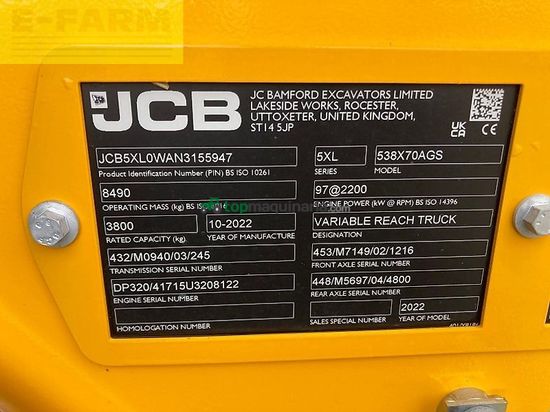 E-FARM
JCB
JC BAMFORD EXCAVATORS LIMITED
LAKESIDE WORKS, ROCESTER,
UTTOXETER, UNITED KINGDOM,
ST14 5JP
UK
CA
JCB5XL0WAN3155947
Product Identification Number (PIN) BS ISO 10261
5XL
SERIES
538X70AGS
MODEL
8490
OPERATING MASS (kg) BS ISO
97@2200
ENGINE POWER (kW @ RPM) BS ISO 14396
topmaquinaria.com
3800
RATED CAPACITY (kg)
10-2022
YEAR OF MANUFACTURE
VARIABLE REACH TRUCK
DESIGNATION
432/M0940/03/245
TRANSMISSION SERIAL NUMBER
453/M7149/02/1216
FRONT AXLE SERIAL NUMBER
DP320/41715U3208122
ENGINE SERIAL NUMBER
448/M5697/04/4800
REAR AXLE SERIAL NUMBER
HOMOLOGATION NUMBER
SALES SPECIAL NUMBER
2022
YEAR OF MODEL